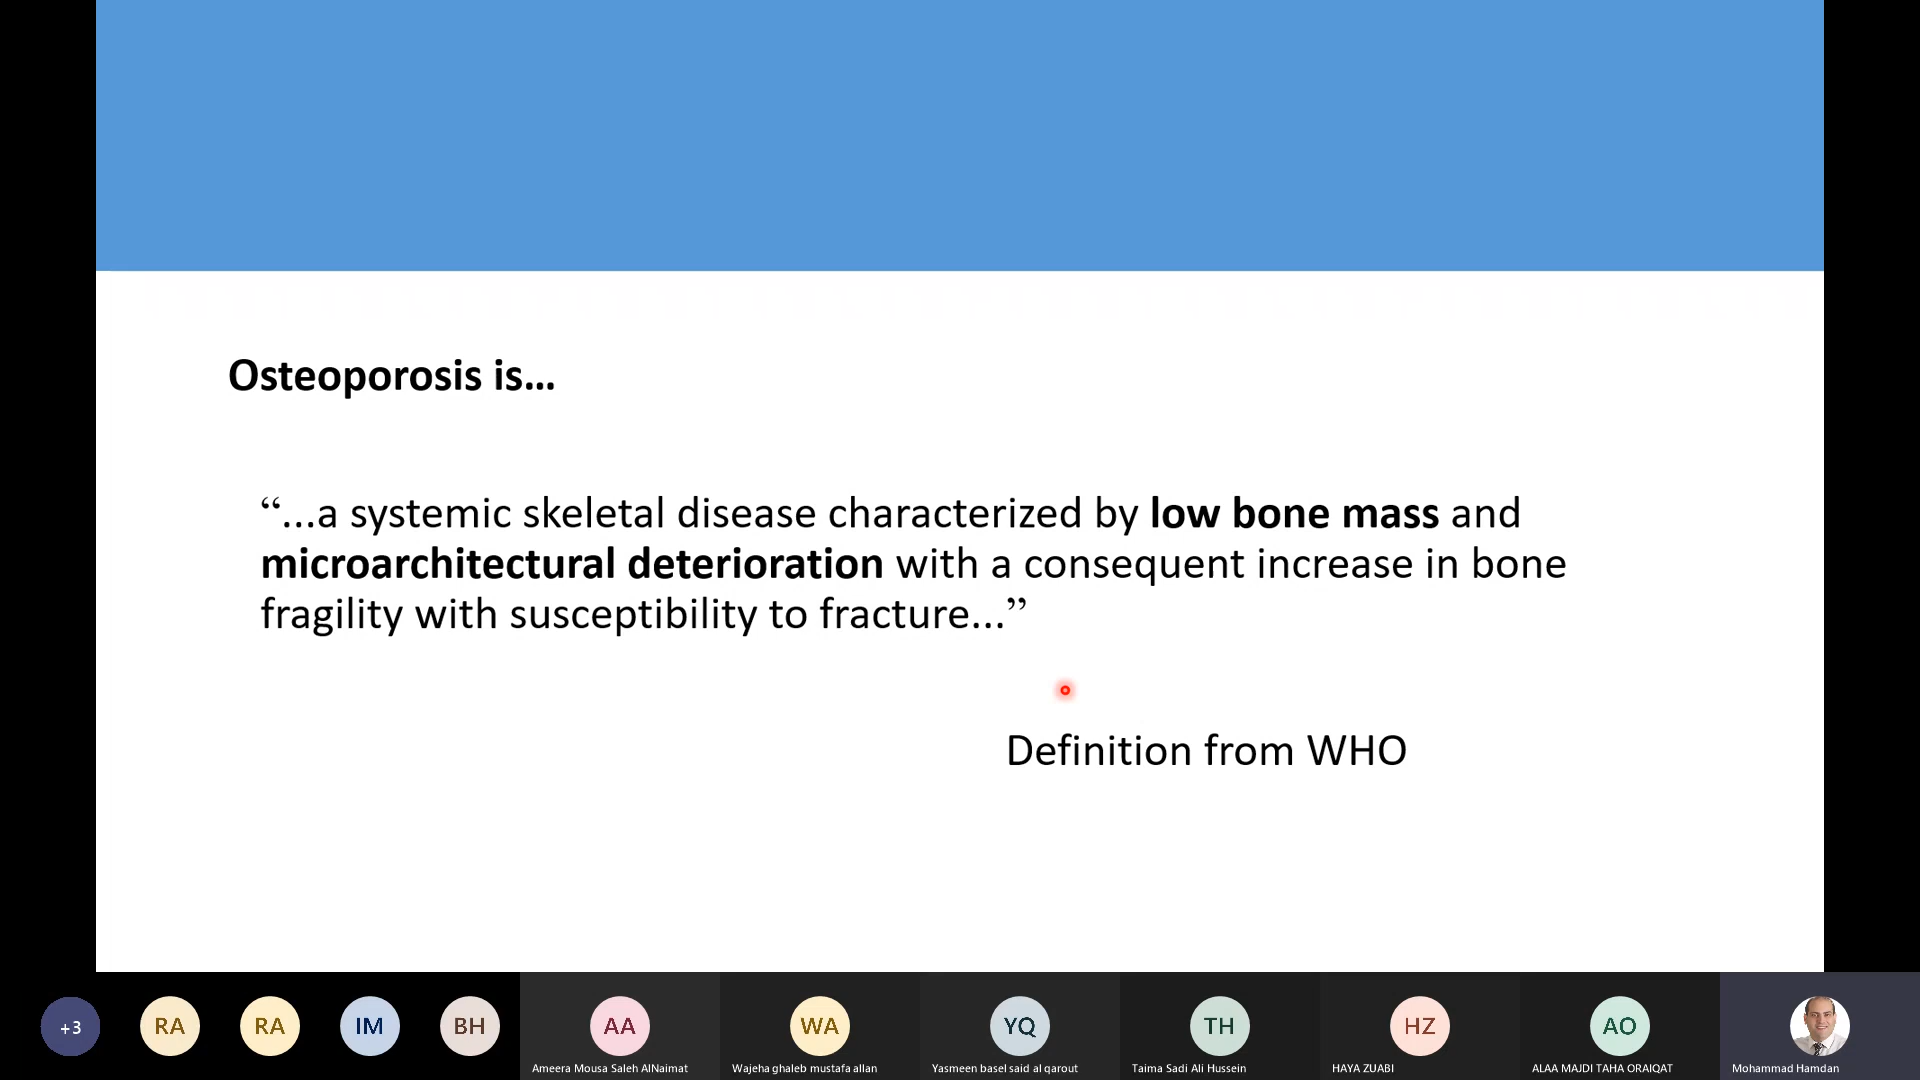 Osteoporosis is...
“...a systemic skeletal disease characterized by low bone mass and
microarchitectural deterioration with a consequent increase in bone
fragility with susceptibility to fracture...”
Definition from WHO
+3
RA
RA
IM
BH
AA
WA
YQ
TH
HZ
AO
Ameera Mousa Saleh AlNaimat
Wajeha ghaleb mustafa allan
Yasmeen basel said al qarout
Taima Sadi Ali Hussein
HAYA ZUABI
ALAA MAJDI TAHA ORAIQAT
Mohammad Hamdan